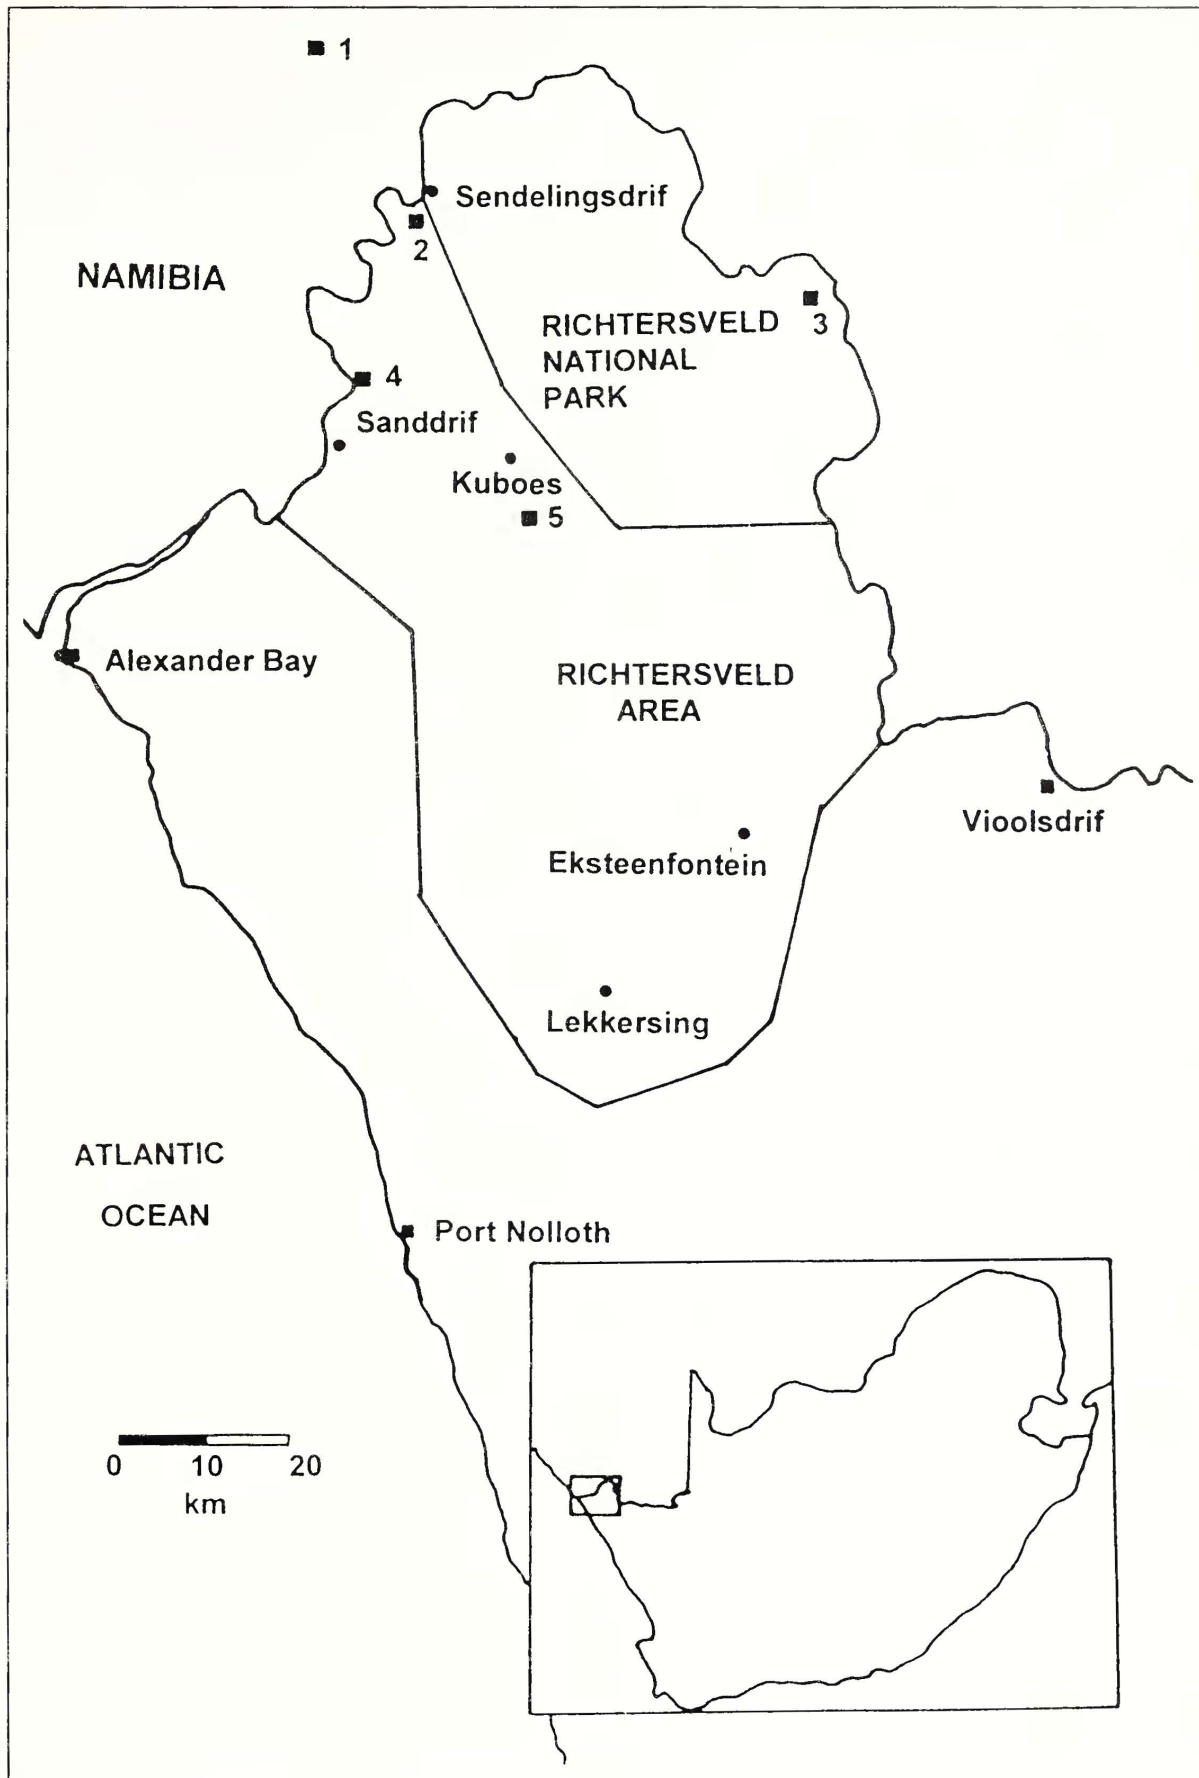 1
Sendelingsdrif
2
NAMIBIA
3
RICHTERSVELD
NATIONAL
PARK
4
Sanddrif
Kuboes
5
Alexander Bay
RICHTERSVELD
AREA
Vioolsdrif
Eksteenfontein
Lekkersing
ATLANTIC
OCEAN
Port Nolloth
0 10 20
km